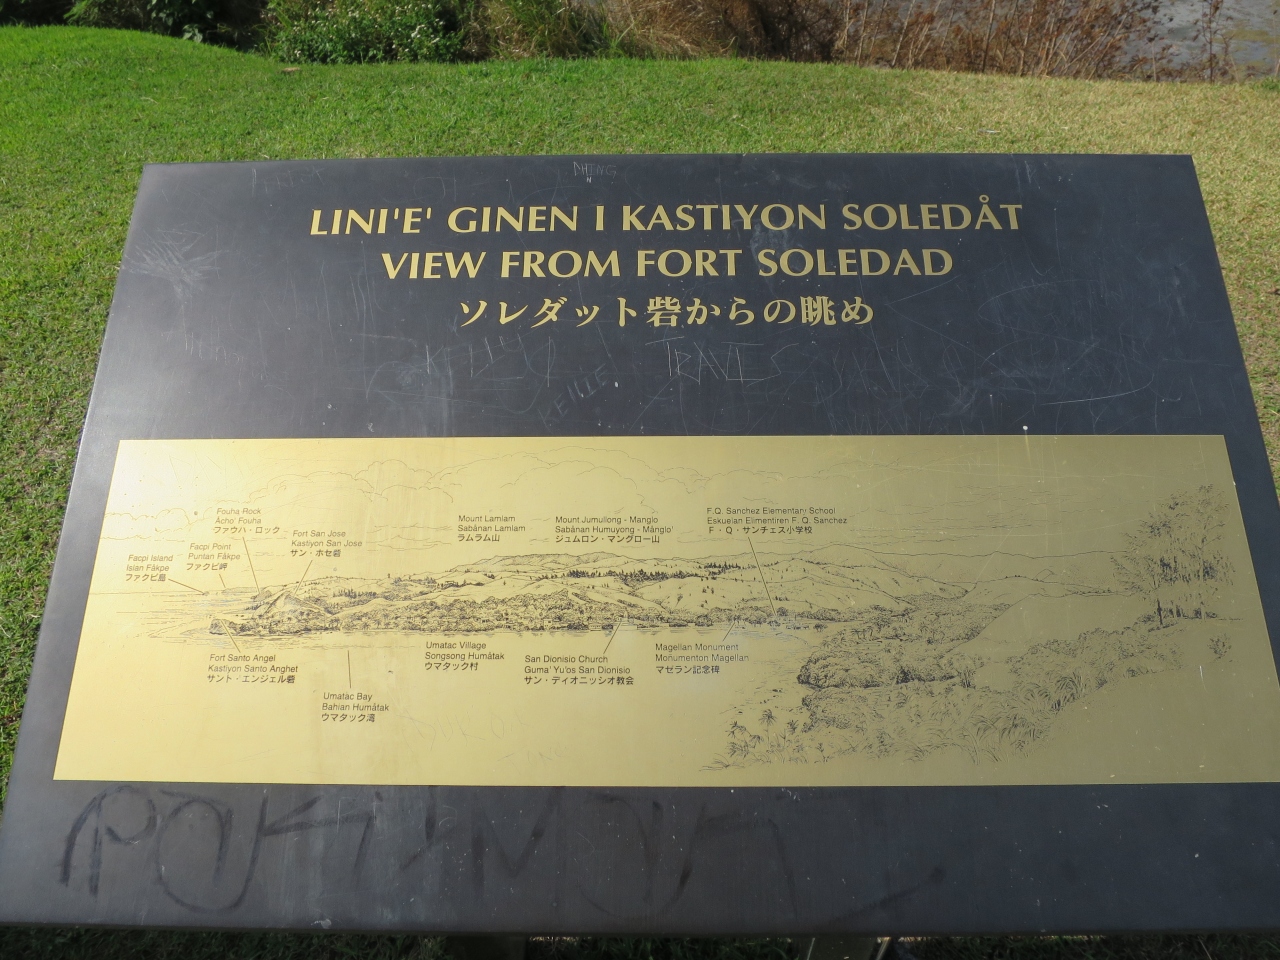 LINI'E' GINEN I KASTIYON SOLEDÅT
VIEW FROM FORT SOLEDAD
ソレダット砦からの眺め
KELLY
TRAVIS
KEILLE
Fouha Rock
Åcho' Fouha
ファウハ・ロック
Fort San Jose
Kastiyon San Jose
サン・ホセ砦
Facpi Point
Puntan Fåkpe
ファクピ岬
Facpi Island
Islan Fåkpe
ファクピ島
Mount Lamlam
Sabånan Lamlam
ラムラム山
Mount Jumullong - Manglo
Sabånan Humuyong - Månglo'
ジュムロン・マングロー山
F.Q. Sanchez Elementary School
Eskuelan Elimentiren F. Q. Sanchez
F・Q・サンチェス小学校
Fort Santo Angel
Kastiyon Santo Anghet
サント・エンジェル砦
Umatac Bay
Bahian Humåtak
ウマタック湾
Umatac Village
Songsong Humåtak
ウマタック村
San Dionisio Church
Guma' Yu'os San Dionisio
サン・ディオニッシオ教会
Magellan Monument
Monumenton Magellan
マゼラン記念碑